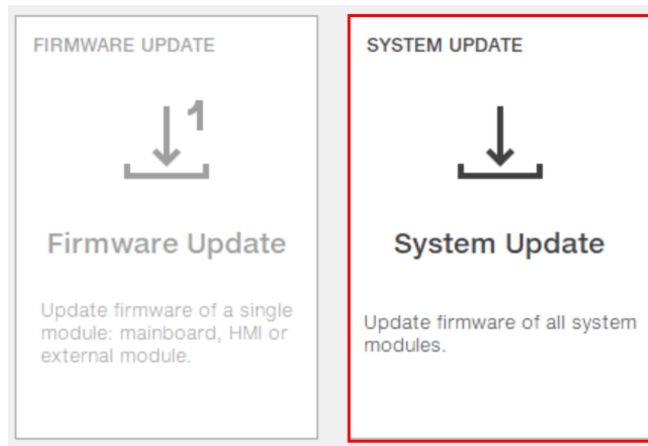 FIRMWARE UPDATE
1
Firmware Update
Update firmware of a single
module: mainboard, HMI or
external module.
SYSTEM UPDATE
System Update
Update firmware of all system
modules.